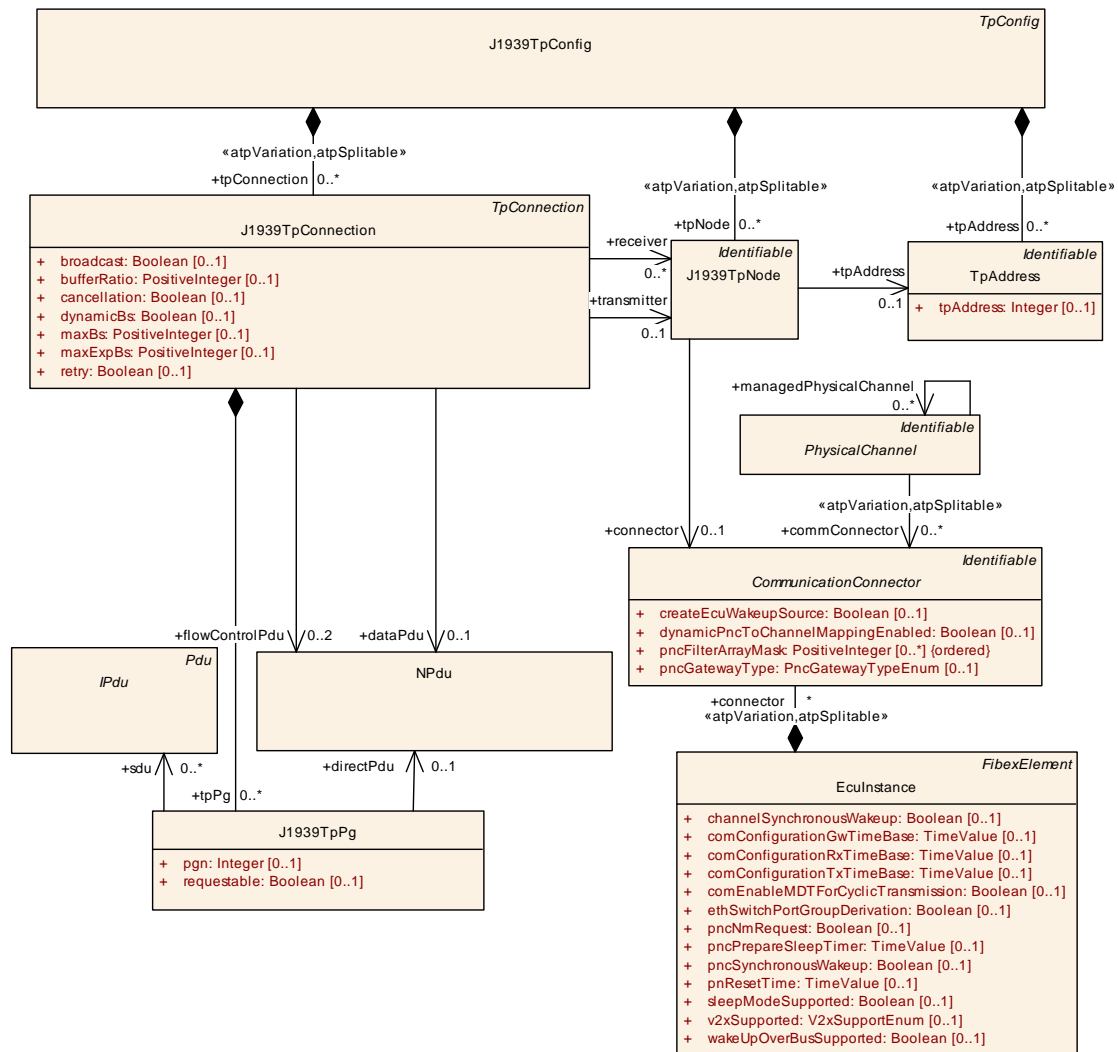 TpConfig
J1939TpConfig
«atpVariation,atpSplitable»
+tpConnection 0..*
«atpVariation,atpSplitable»
+tpNode 0..*
«atpVariation,atpSplitable»
+tpAddress 0..*
TpConnection
J1939TpConnection
+ broadcast: Boolean [0..1]
+ bufferRatio: PositiveInteger [0..1]
+ cancellation: Boolean [0..1]
+ dynamicBs: Boolean [0..1]
+ maxBs: PositiveInteger [0..1]
+ maxExpBs: PositiveInteger [0..1]
+ retry: Boolean [0..1]
+receiver
0..*
+transmitter
0..1
Identifiable
J1939TpNode
+tpAddress
0..1
Identifiable
TpAddress
+ tpAddress: Integer [0..1]
+managedPhysicalChannel
0..*
Identifiable
PhysicalChannel
«atpVariation,atpSplitable»
+connector 0..1
+commConnector 0..*
Identifiable
CommunicationConnector
+ createEcuWakeupSource: Boolean [0..1]
+ dynamicPncToChannelMappingEnabled: Boolean [0..1]
+ pncFilterArrayMask: PositiveInteger [0..*] {ordered}
+ pncGatewayType: PncGatewayTypeEnum [0..1]
+flowControlPdu 0..2
+dataPdu 0..1
Pdu
IPdu
NPdu
+connector *
«atpVariation,atpSplitable»
+sdu 0..*
+directPdu 0..1
+tpPg 0..*
J1939TpPg
+ pgn: Integer [0..1]
+ requestable: Boolean [0..1]
FibexElement
EcuInstance
+ channelSynchronousWakeup: Boolean [0..1]
+ comConfigurationGwTimeBase: TimeValue [0..1]
+ comConfigurationRxTimeBase: TimeValue [0..1]
+ comConfigurationTxTimeBase: TimeValue [0..1]
+ comEnableMDTForCyclicTransmission: Boolean [0..1]
+ ethSwitchPortGroupDerivation: Boolean [0..1]
+ pncNmRequest: Boolean [0..1]
+ pncPrepareSleepTimer: TimeValue [0..1]
+ pncSynchronousWakeup: Boolean [0..1]
+ pnResetTime: TimeValue [0..1]
+ sleepModeSupported: Boolean [0..1]
+ v2xSupported: V2xSupportEnum [0..1]
+ wakeUpOverBusSupported: Boolean [0..1]